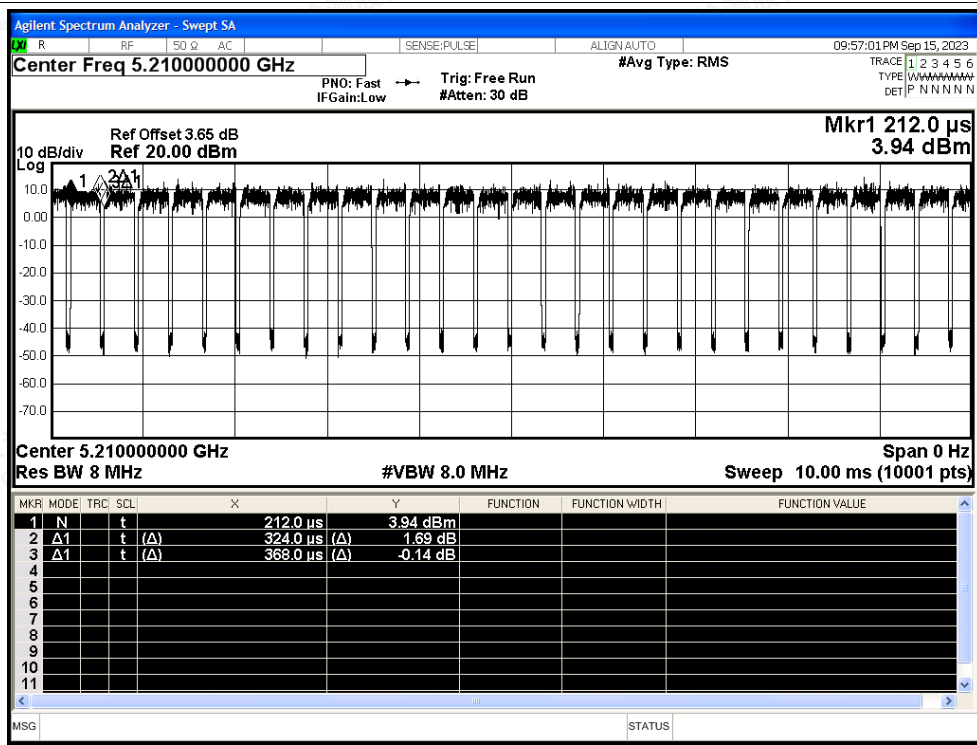 Agilent Spectrum Analyzer - Swept SA
LXI R RF 50 Ω AC SENSE:PULSE ALIGN AUTO 09:57:01 PM Sep 15, 2023
Center Freq 5.210000000 GHz
PNO: Fast
IFGain:Low
Trig: Free Run
#Atten: 30 dB
#Avg Type: RMS
TRACE 1 2 3 4 5 6
TYPE
DET P N N N N N
Ref Offset 3.65 dB
10 dB/div Ref 20.00 dBm
Log
Mkr1 212.0 µs
3.94 dBm
1
10.0
0.00
-10.0
-20.0
-30.0
-40.0
-50.0
-60.0
-70.0
Center 5.210000000 GHz Span 0 Hz
Res BW 8 MHz #VBW 8.0 MHz Sweep 10.00 ms (10001 pts)
MKR MODE TRC SCL X Y FUNCTION FUNCTION WIDTH FUNCTION VALUE
1 N t 212.0 µs 3.94 dBm
2 Δ1 t (Δ) 324.0 µs (Δ) 1.69 dB
3 Δ1 t (Δ) 368.0 µs (Δ) -0.14 dB
4
5
6
7
8
9
10
11
MSG STATUS